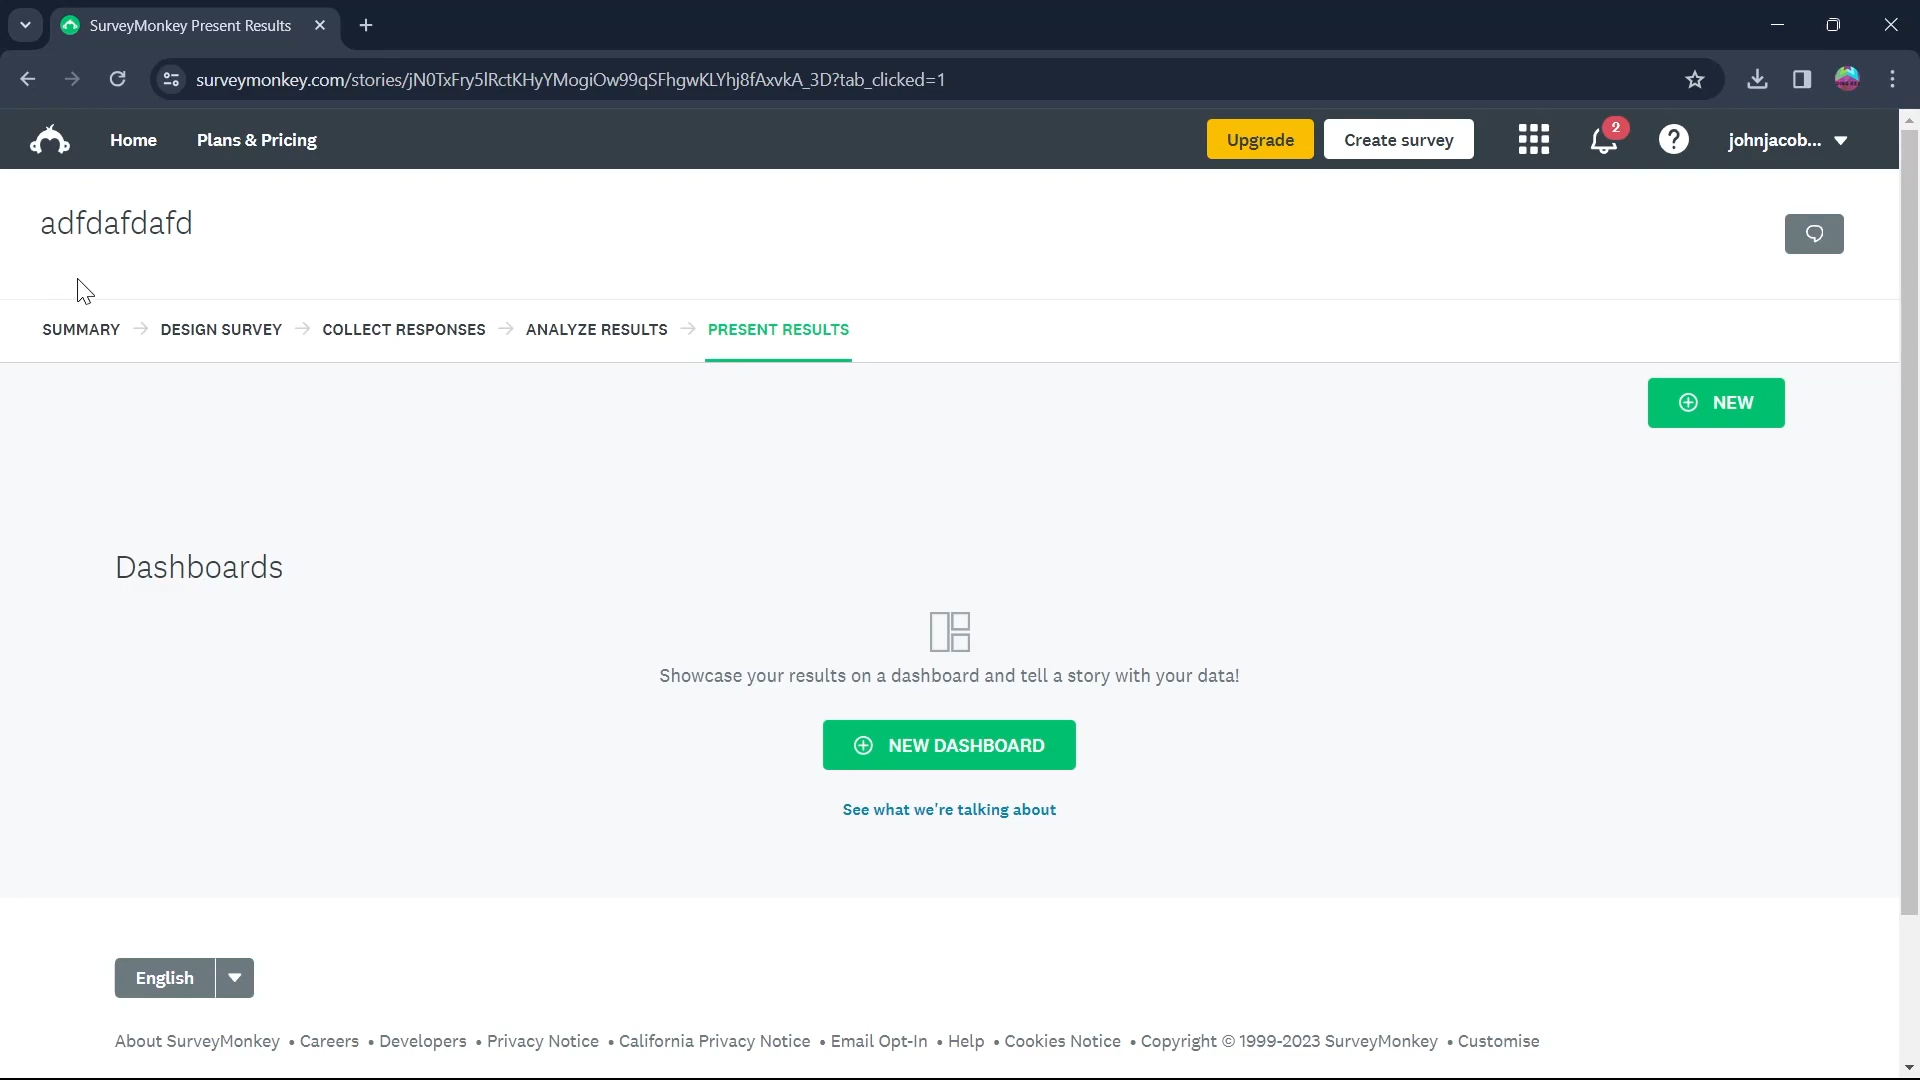 SurveyMonkey Present Results
surveymonkey.com/stories/jN0TxFry5lRctKHyYMogiOw99qSFhgwKLYhj8fAxvkA_3D?tab_clicked=1
Home Plans & Pricing Upgrade Create survey 2 ? johnjacob...
adfdafdafd
SUMMARY → DESIGN SURVEY → COLLECT RESPONSES → ANALYZE RESULTS → PRESENT RESULTS
NEW
Dashboards
Showcase your results on a dashboard and tell a story with your data!
NEW DASHBOARD
See what we're talking about
English
About SurveyMonkey • Careers • Developers • Privacy Notice • California Privacy Notice • Email Opt-In • Help • Cookies Notice • Copyright © 1999-2023 SurveyMonkey • Customise